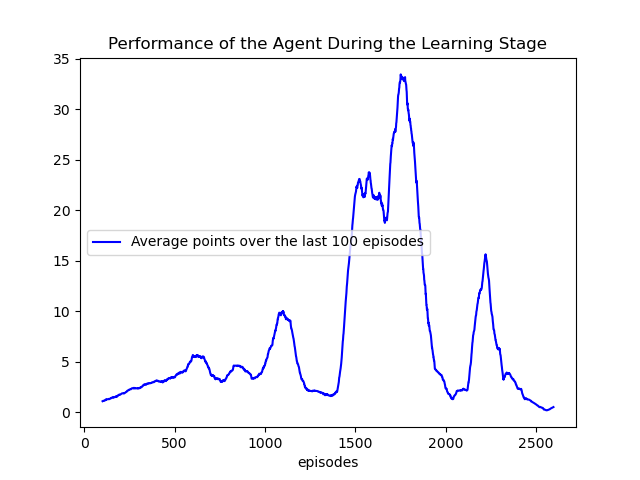 Performance of the Agent During the Learning Stage
35
30
25
20
15
10
5
0
Average points over the last 100 episodes
0 500 1000 1500 2000 2500
episodes